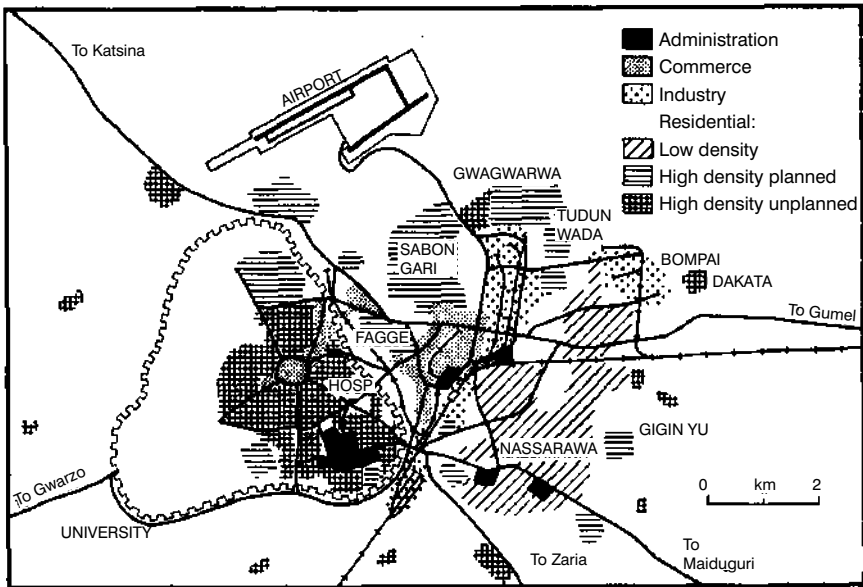 To Katsina
AIRPORT
Administration
Commerce
Industry
Residential:
Low density
High density planned
High density unplanned
GWAGWARWA
TUDUN
WADA
SABON
GARI
BOMPAI
DAKATA
To Gumel
FAGGE
HOSP
NASSARAWA
GIGIN YU
To Gwarzo
UNIVERSITY
0 km 2
To Zaria
To
Maiduguri